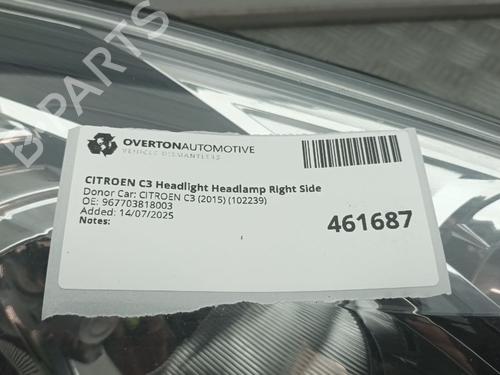 B-PARTS
OVERTONAUTOMOTIVE
VEHICLE DISMANTLERS
CITROEN C3 Headlight Headlamp Right Side
Donor Car: CITROEN C3 (2015) (102239)
OE: 967703818003
Added: 14/07/2025
Notes:
461687